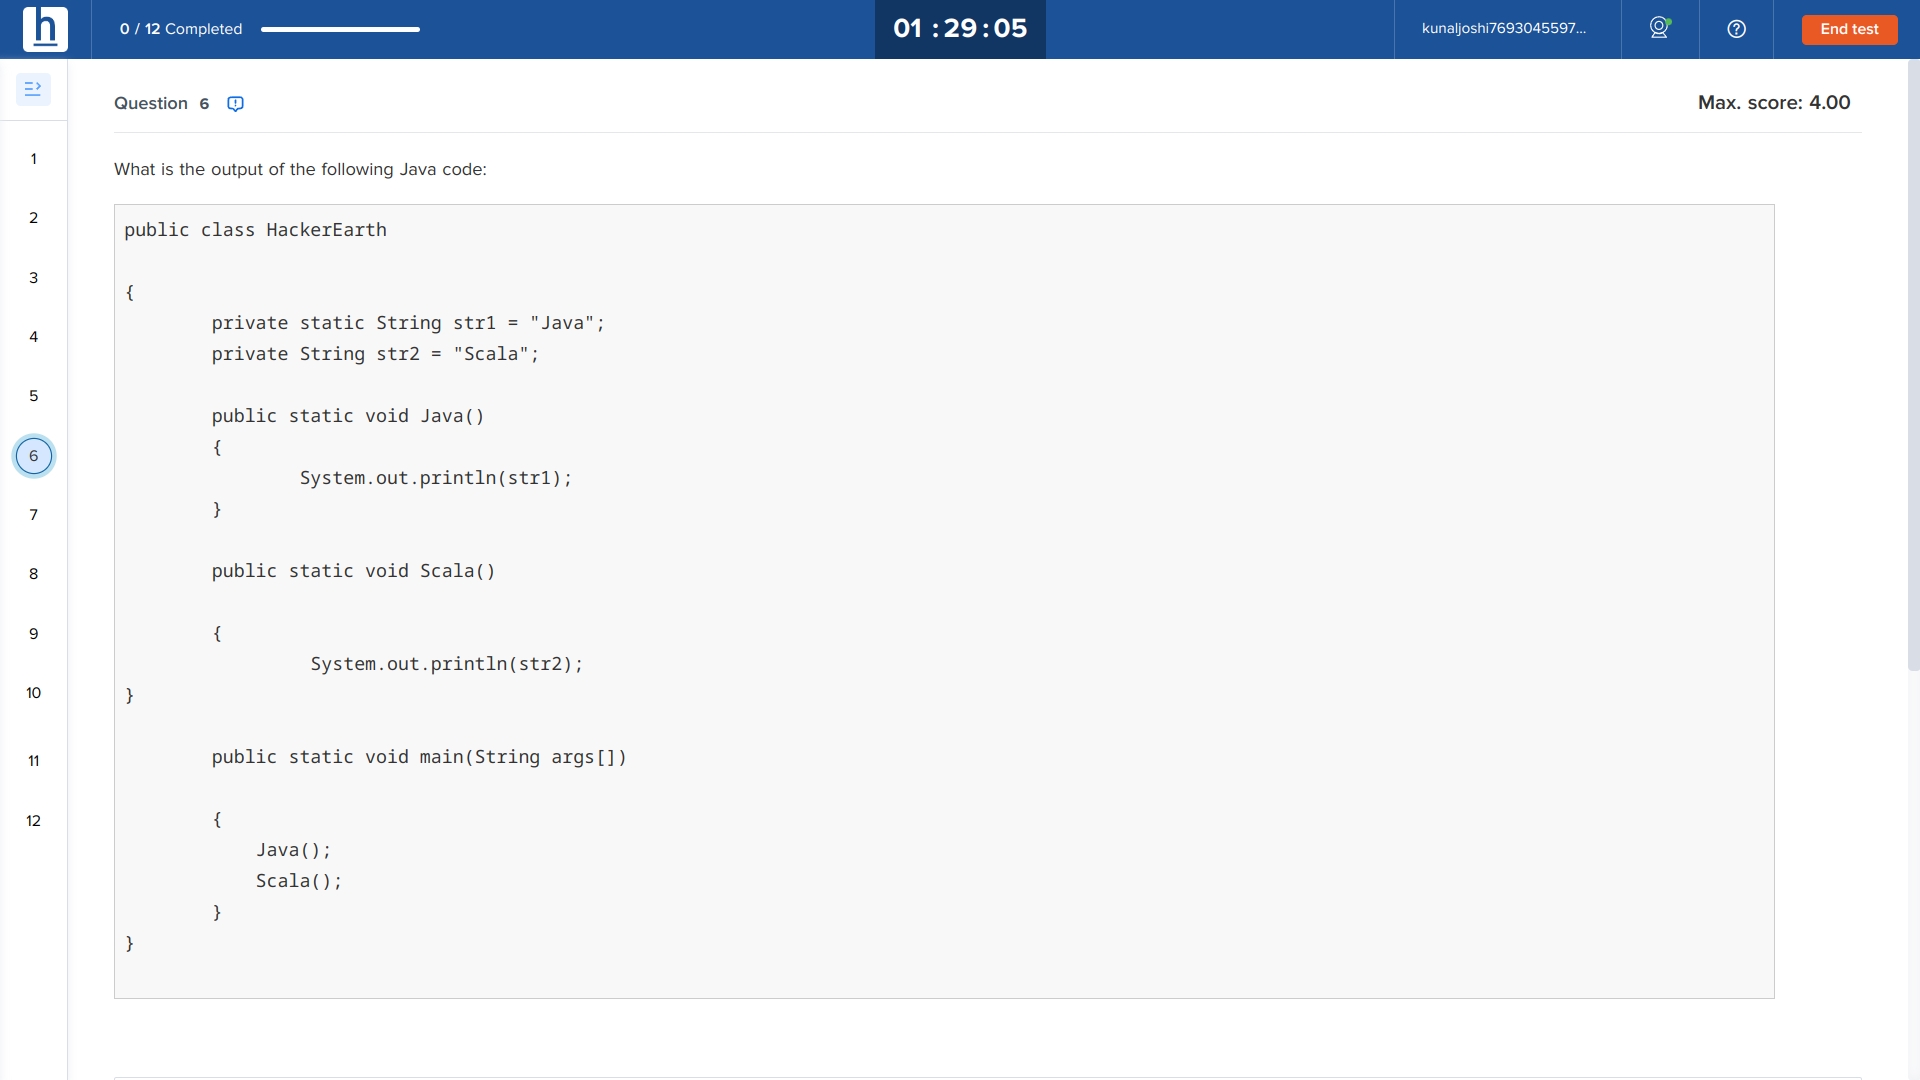 h
0 / 12 Completed
01 : 29 : 05
kunaljoshi7693045597...
End test
Question 6
Max. score: 4.00
What is the output of the following Java code:
public class HackerEarth
{
private static String str1 = "Java";
private String str2 = "Scala";
public static void Java()
{
System.out.println(str1);
}
public static void Scala()
{
System.out.println(str2);
}
public static void main(String args[])
{
Java();
Scala();
}
}
1
2
3
4
5
6
7
8
9
10
11
12